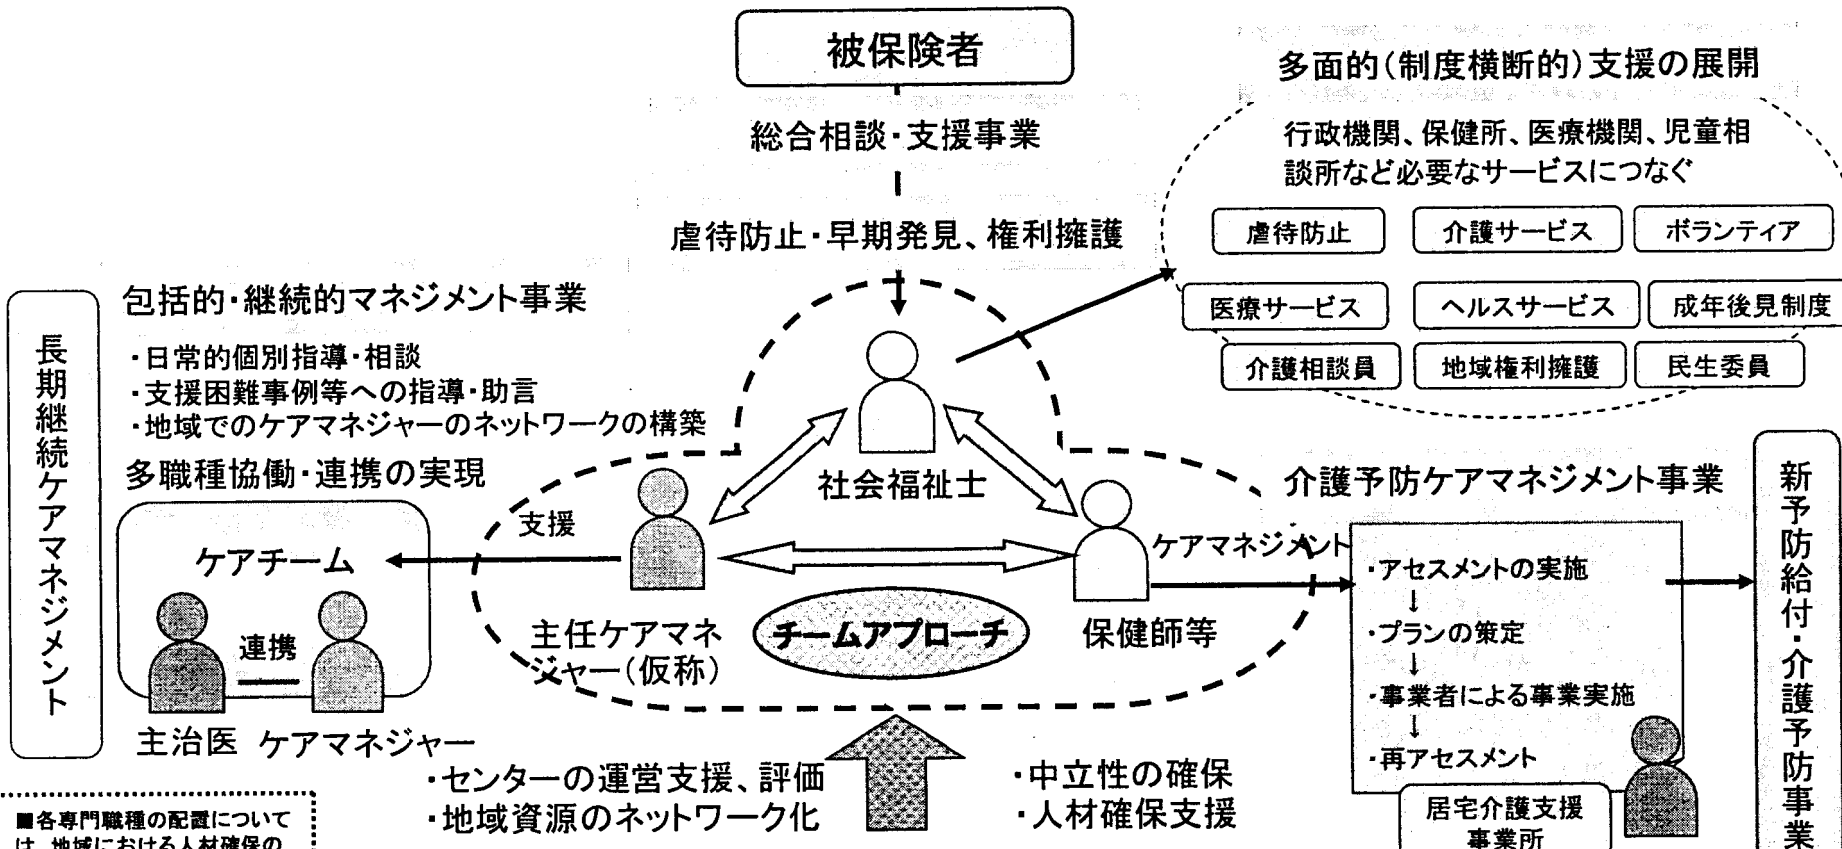 被保険者
総合相談・支援事業
虐待防止・早期発見、権利擁護
多面的(制度横断的)支援の展開
行政機関、保健所、医療機関、児童相
談所など必要なサービスにつなぐ
虐待防止
介護サービス
ボランティア
医療サービス
ヘルスサービス
成年後見制度
介護相談員
地域権利擁護
民生委員
長期継続ケアマネジメント
包括的・継続的マネジメント事業
・日常的個別指導・相談
・支援困難事例等への指導・助言
・地域でのケアマネジャーのネットワークの構築
多職種協働・連携の実現
ケアチーム
連携
主治医
ケアマネジャー
支援
社会福祉士
主任ケアマネ
ジャー(仮称)
チームアプローチ
保健師等
ケアマネジメント
介護予防ケアマネジメント事業
・アセスメントの実施
↓
・プランの策定
↓
・事業者による事業実施
↓
・再アセスメント
居宅介護支援
事業所
新予防給付・介護予防事業
・センターの運営支援、評価
・地域資源のネットワーク化
・中立性の確保
・人材確保支援
■各専門職種の配置について
は、地域における人材確保の